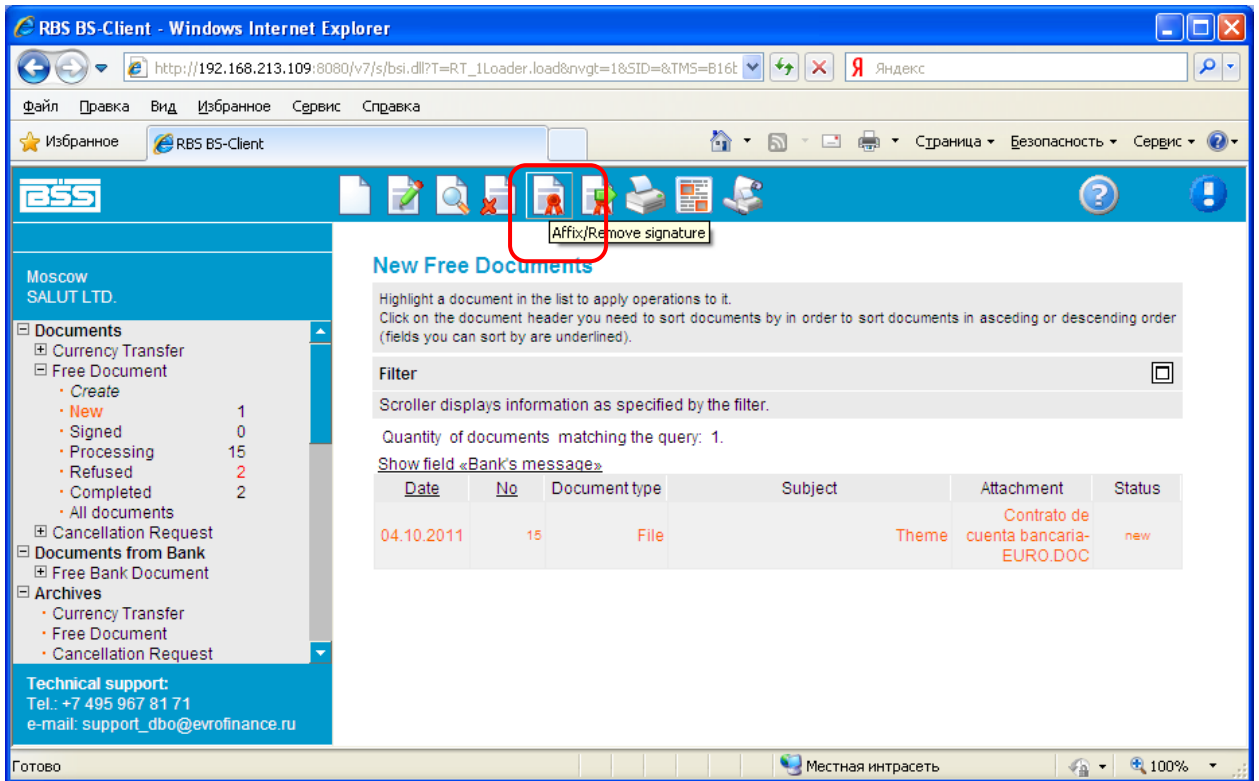 RBS BS-Client - Windows Internet Explorer
http://192.168.213.109:8080/v7/s/bsi.dll?T=RT_1Loader.load&nvgt=1&SID=&TMS=B16
Яндекс
Файл Правка Вид Избранное Сервис Справка
Избранное RBS BS-Client Страница Безопасность Сервис
BSS
Affix/Remove signature
Moscow
SALUT LTD.
Documents
Currency Transfer
Free Document
Create
New 1
Signed 0
Processing 15
Refused 2
Completed 2
All documents
Cancellation Request
Documents from Bank
Free Bank Document
Archives
Currency Transfer
Free Document
Cancellation Request
Technical support:
Tel.: +7 495 967 81 71
e-mail: support_dbo@evrofinance.ru
New Free Documents
Highlight a document in the list to apply operations to it.
Click on the document header you need to sort documents by in order to sort documents in asceding or descending order
(fields you can sort by are underlined).
Filter
Scroller displays information as specified by the filter.
Quantity of documents matching the query: 1.
Show field «Bank's message»
Date No Document type Subject Attachment Status
04.10.2011 15 File Theme Contrato de
cuenta bancaria-
EURO.DOC new
Готово Местная интрасеть 100%